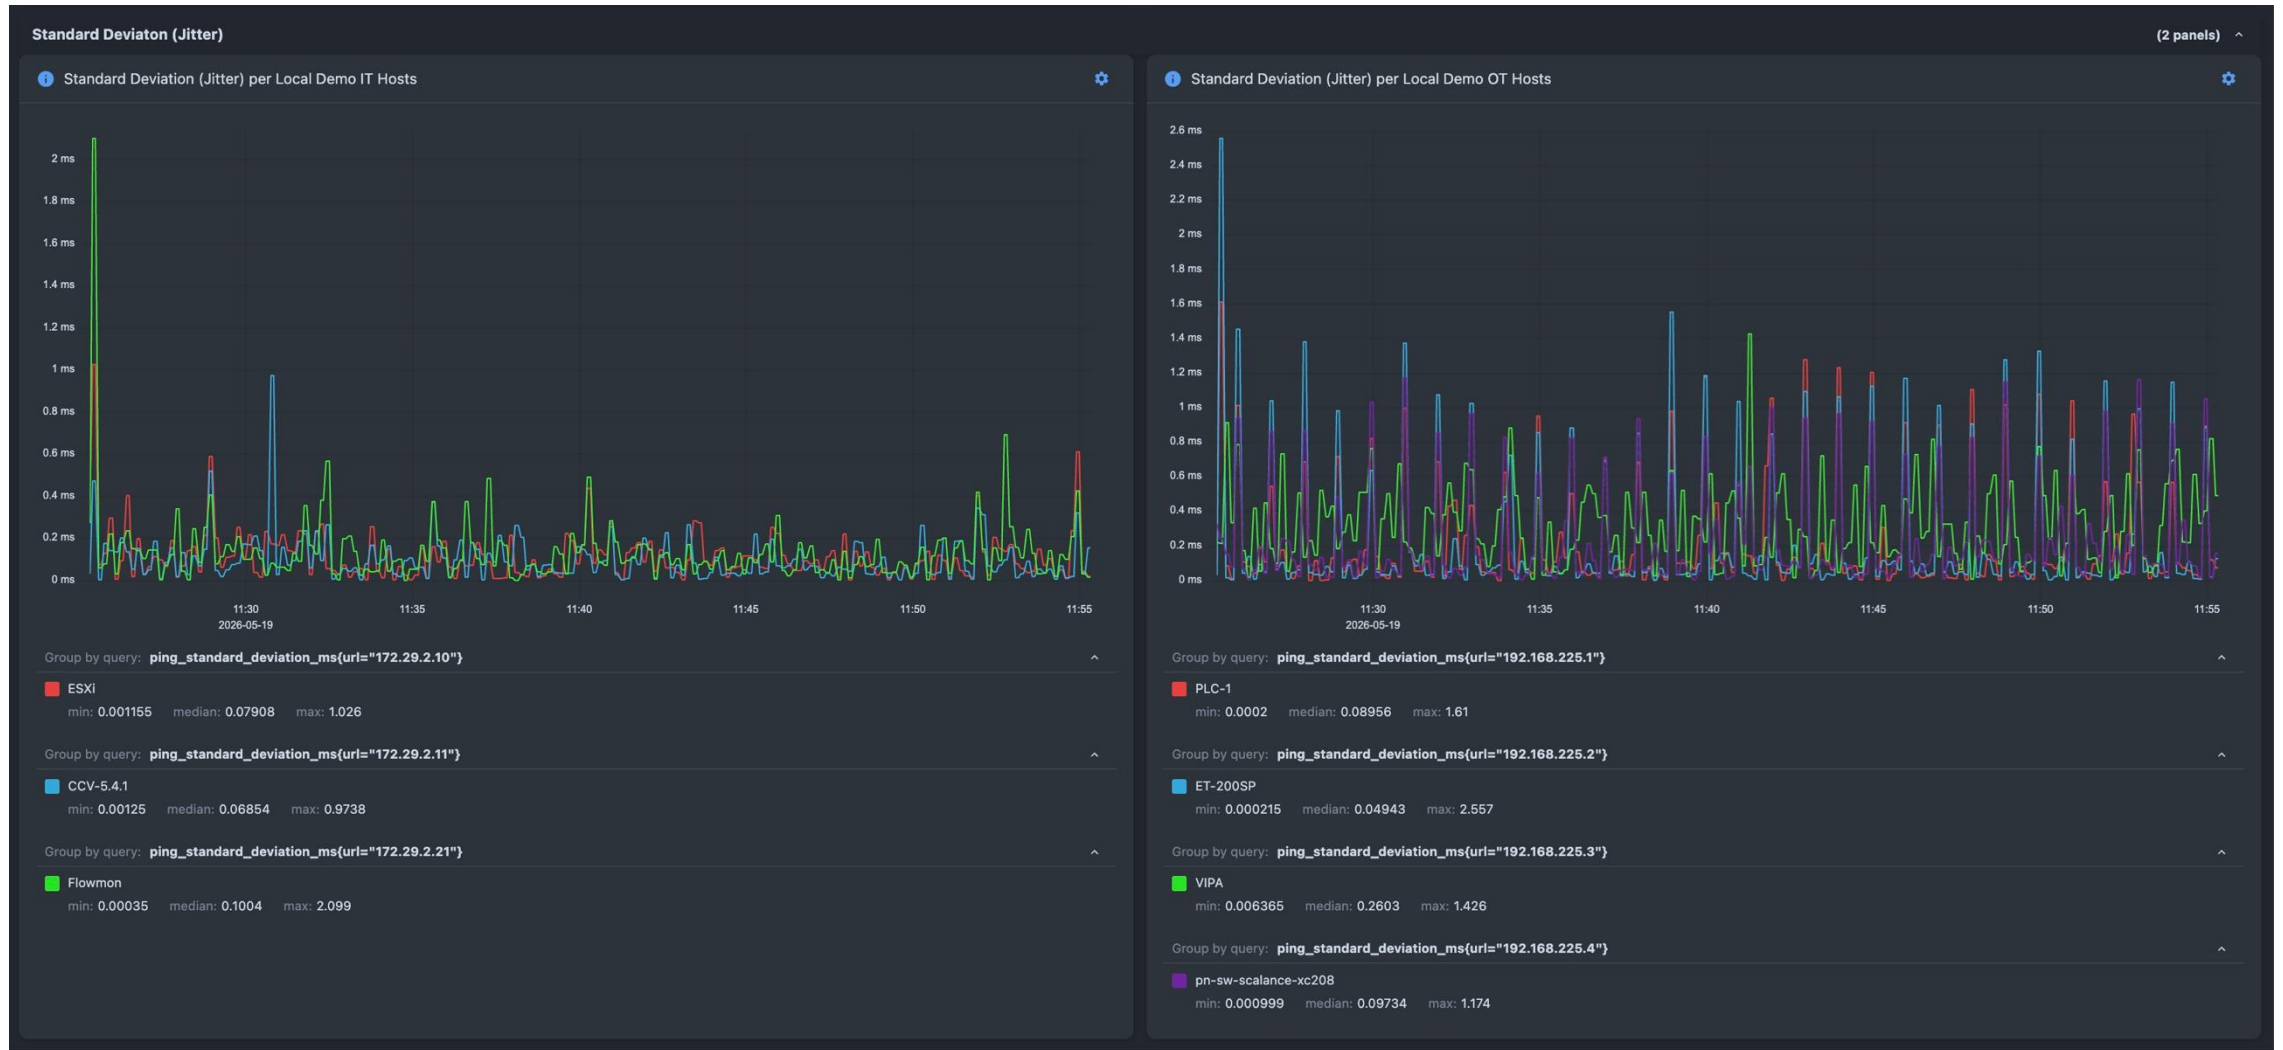 Standard Deviaton (Jitter)
(2 panels)
Standard Deviation (Jitter) per Local Demo IT Hosts
2 ms
1.8 ms
1.6 ms
1.4 ms
1.2 ms
1 ms
0.8 ms
0.6 ms
0.4 ms
0.2 ms
0 ms
11:30 11:35 11:40 11:45 11:50 11:55
2026-05-19
Group by query: ping_standard_deviation_ms{url="172.29.2.10"}
ESXi
min: 0.001155 median: 0.07908 max: 1.026
Group by query: ping_standard_deviation_ms{url="172.29.2.11"}
CCV-5.4.1
min: 0.00125 median: 0.06854 max: 0.9738
Group by query: ping_standard_deviation_ms{url="172.29.2.21"}
Flowmon
min: 0.00035 median: 0.1004 max: 2.099
Standard Deviation (Jitter) per Local Demo OT Hosts
2.6 ms
2.4 ms
2.2 ms
2 ms
1.8 ms
1.6 ms
1.4 ms
1.2 ms
1 ms
0.8 ms
0.6 ms
0.4 ms
0.2 ms
0 ms
11:30 11:35 11:40 11:45 11:50 11:55
2026-05-19
Group by query: ping_standard_deviation_ms{url="192.168.225.1"}
PLC-1
min: 0.0002 median: 0.08956 max: 1.61
Group by query: ping_standard_deviation_ms{url="192.168.225.2"}
ET-200SP
min: 0.000215 median: 0.04943 max: 2.557
Group by query: ping_standard_deviation_ms{url="192.168.225.3"}
VIPA
min: 0.006365 median: 0.2603 max: 1.426
Group by query: ping_standard_deviation_ms{url="192.168.225.4"}
pn-sw-scalance-xc208
min: 0.000999 median: 0.09734 max: 1.174